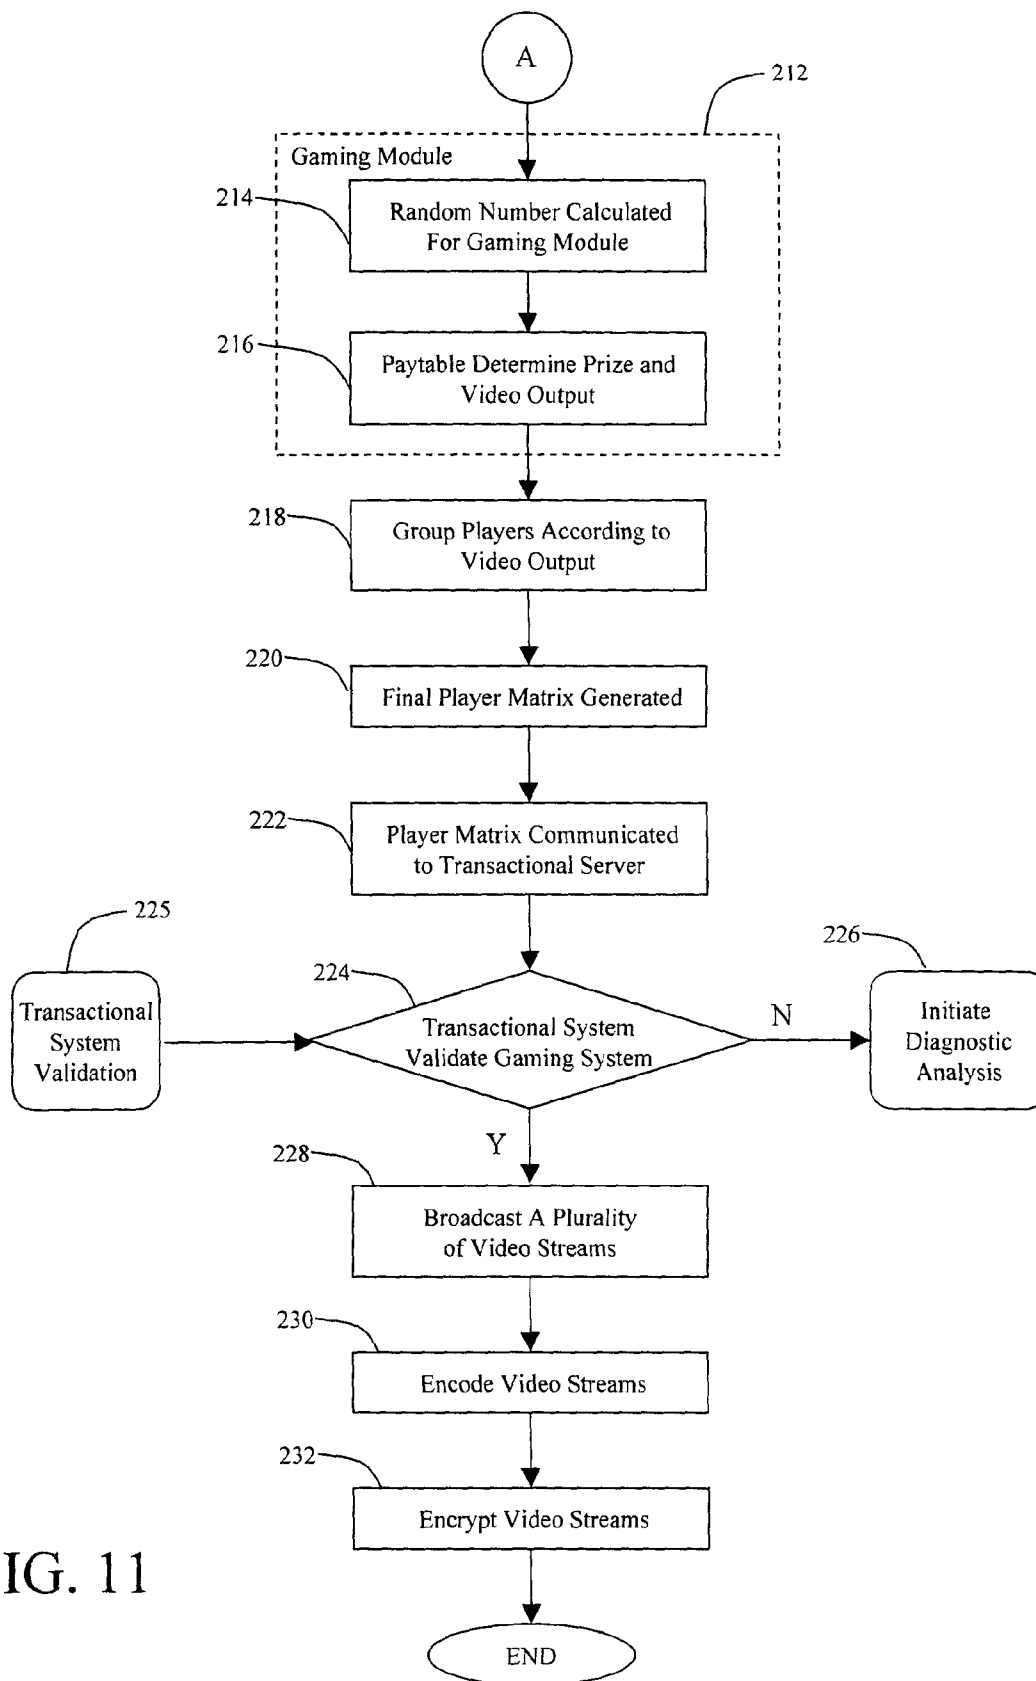 A
212
Gaming Module
214
Random Number Calculated
For Gaming Module
216
Paytable Determine Prize and
Video Output
218
Group Players According to
Video Output
220
Final Player Matrix Generated
222
Player Matrix Communicated
to Transactional Server
225
224
226
Transactional
System
Validation
Transactional System
Validate Gaming System
N
Initiate
Diagnostic
Analysis
Y
228
Broadcast A Plurality
of Video Streams
230
Encode Video Streams
232
Encrypt Video Streams
IG. 11
END